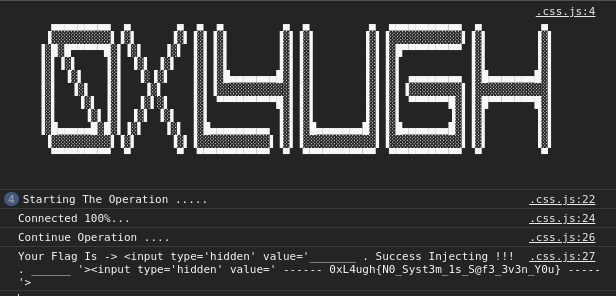 .css.js:4
0XL4UGH
4 Starting The Operation ..... .css.js:22
Connected 100%... .css.js:24
Continue Operation .... .css.js:26
Your Flag Is -> <input type='hidden' value='_______ . Success Injecting !!! .css.js:27
. ______ '><input type='hidden' value=' ------ 0xL4ugh{N0_Syst3m_1s_S@f3_3v3n_Y0u} -----
'>